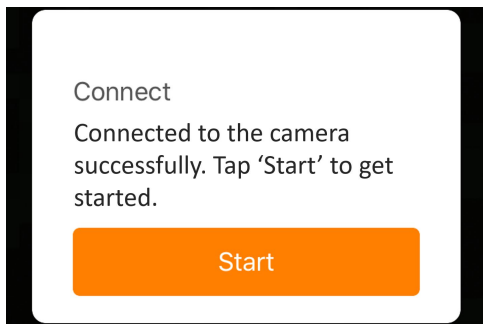 Connect
Connected to the camera
successfully. Tap ‘Start’ to get
started.
Start